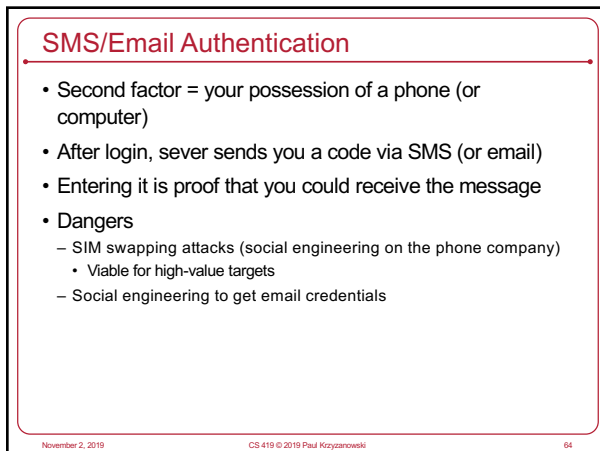 SMS/Email Authentication
• Second factor = your possession of a phone (or
computer)
• After login, sever sends you a code via SMS (or email)
• Entering it is proof that you could receive the message
• Dangers
– SIM swapping attacks (social engineering on the phone company)
• Viable for high-value targets
– Social engineering to get email credentials
November 2, 2019 CS 419 © 2019 Paul Krzyzanowski 64